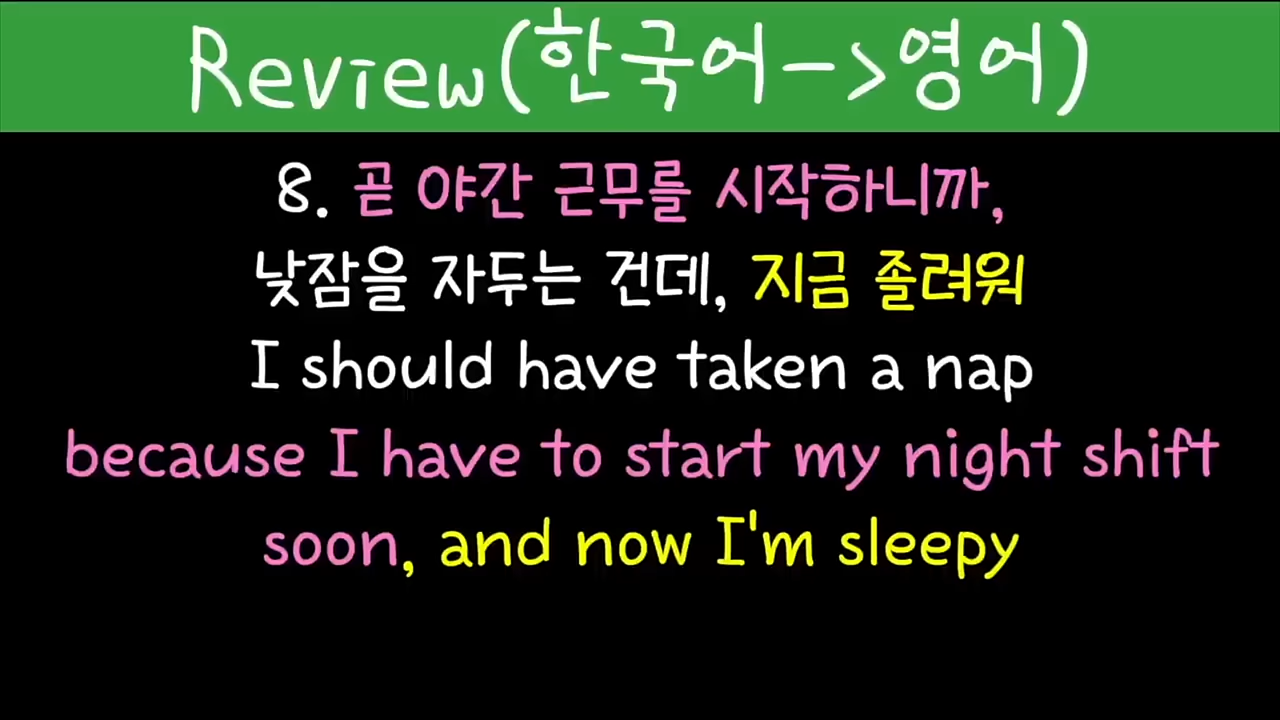 Review(한국어->영어)
8. 곧 야간 근무를 시작하니까,
낮잠을 자두는 건데, 지금 졸려워
I should have taken a nap
because I have to start my night shift
soon, and now I'm sleepy